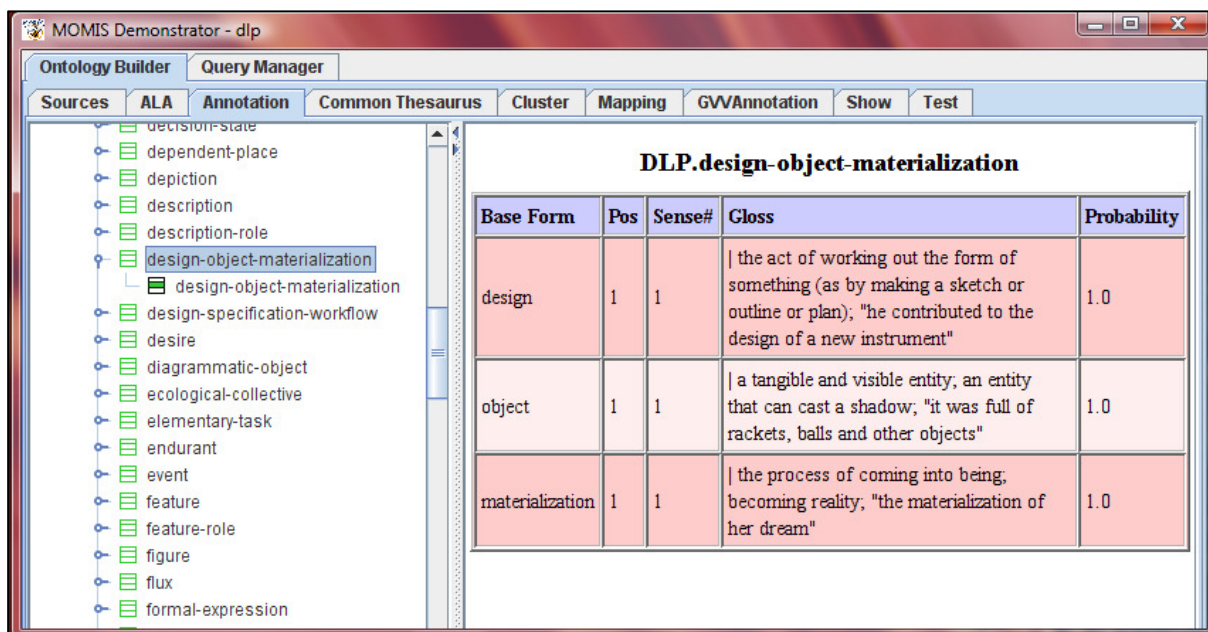 MOMIS Demonstrator - dlp
Ontology Builder Query Manager
Sources ALA Annotation Common Thesaurus Cluster Mapping GVVAnnotation Show Test
decision-state
dependent-place
depiction
description
description-role
design-object-materialization
design-object-materialization
design-specification-workflow
desire
diagrammatic-object
ecological-collective
elementary-task
endurant
event
feature
feature-role
figure
flux
formal-expression
DLP.design-object-materialization
Base Form Pos Sense# Gloss Probability
| the act of working out the form of
something (as by making a sketch or
design 1 1 1.0
outline or plan); "he contributed to the
design of a new instrument"
| a tangible and visible entity; an entity
object 1 1 that can cast a shadow; "it was full of 1.0
rackets, balls and other objects"
| the process of coming into being;
materialization 1 1 becoming reality; "the materialization of 1.0
her dream"